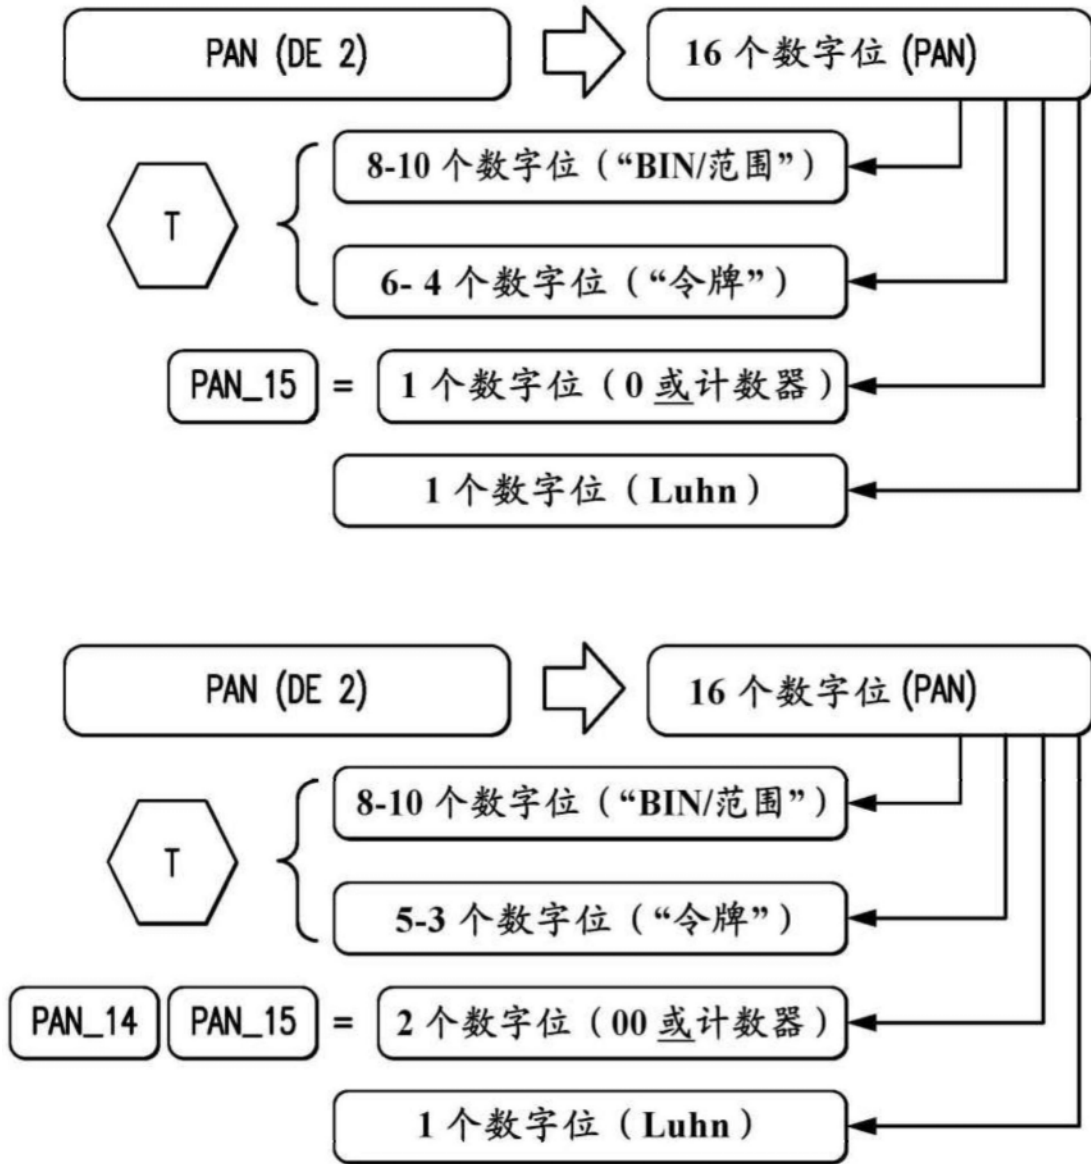 PAN (DE 2) 16 个数字位 (PAN)
8-10 个数字位（“BIN/范围”）
T
6- 4 个数字位（“令牌”）
PAN_15 = 1 个数字位（0 或计数器）
1 个数字位（Luhn）
PAN (DE 2) 16 个数字位 (PAN)
8-10 个数字位（“BIN/范围”）
T
5-3 个数字位（“令牌”）
PAN_14 PAN_15 = 2 个数字位（00 或计数器）
1 个数字位（Luhn）